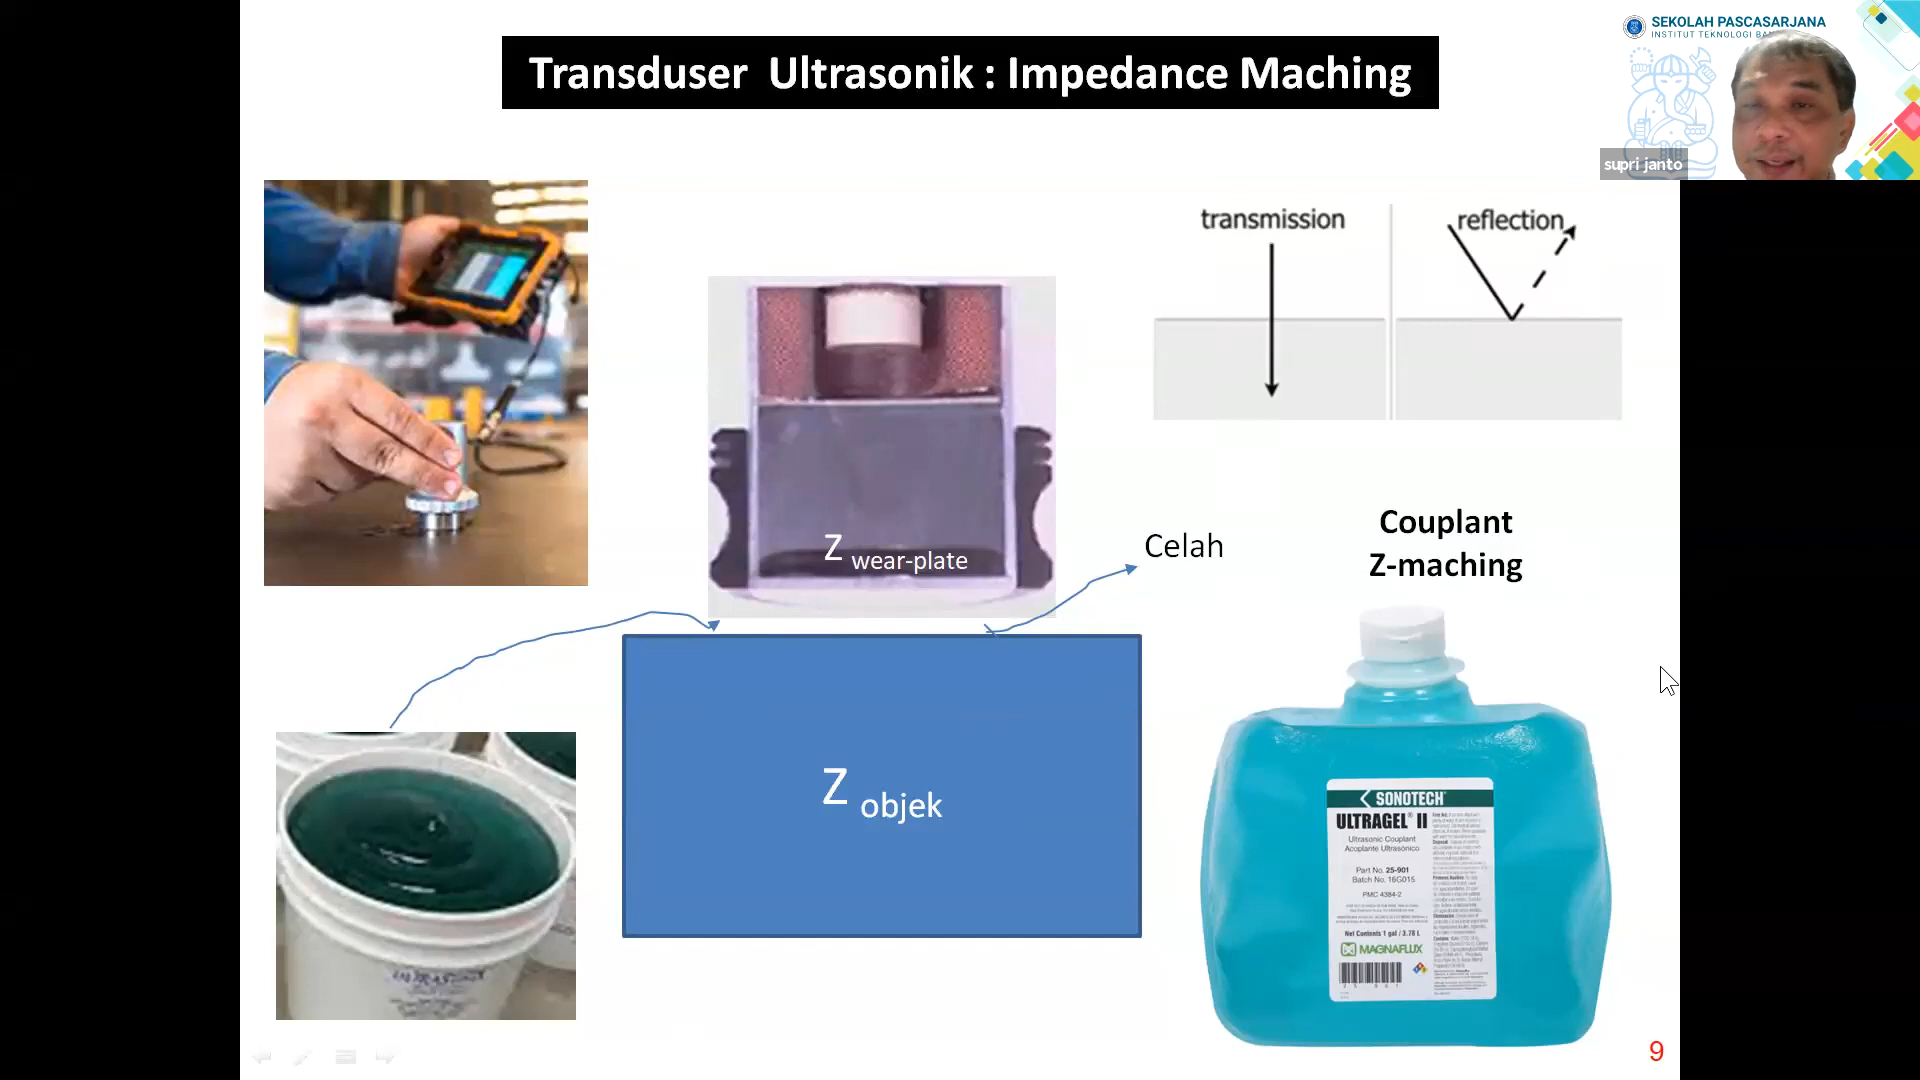 SEKOLAH PASCASARJANA
INSTITUT TEKNOLOGI
Transduser Ultrasonik : Impedance Maching
supri janto
transmission
reflection
Z wear-plate
Celah
Couplant
Z-maching
Z objek
SONOTECH
ULTRAGEL® II
Ultrasonic Couplant
Acoplante Ultrasónico
Part No. 25-901
Batch No. 16G015
PMC 4384-2
Net Contents 1 gal / 3.78 L
MAGNAFLUX
9